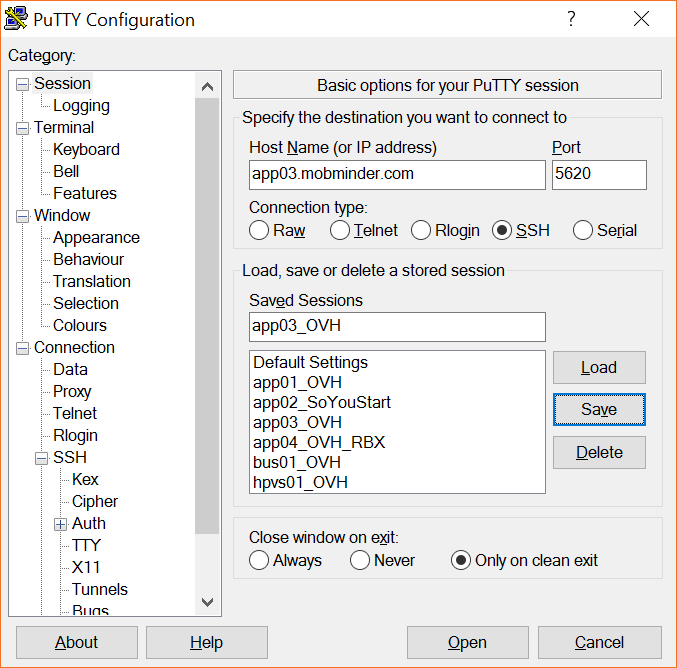 PuTTY Configuration
Category:
Session
Logging
Terminal
Keyboard
Bell
Features
Window
Appearance
Behaviour
Translation
Selection
Colours
Connection
Data
Proxy
Telnet
Rlogin
SSH
Kex
Cipher
Auth
TTY
X11
Tunnels
Bugs
Basic options for your PuTTY session
Specify the destination you want to connect to
Host Name (or IP address) Port
app03.mobminder.com 5620
Connection type:
Raw Telnet Rlogin SSH Serial
Load, save or delete a stored session
Saved Sessions
app03_OVH
Default Settings
app01_OVH
app02_SoYouStart
app03_OVH
app04_OVH_RBX
bus01_OVH
hpvs01_OVH
Load
Save
Delete
Close window on exit:
Always Never Only on clean exit
About Help Open Cancel